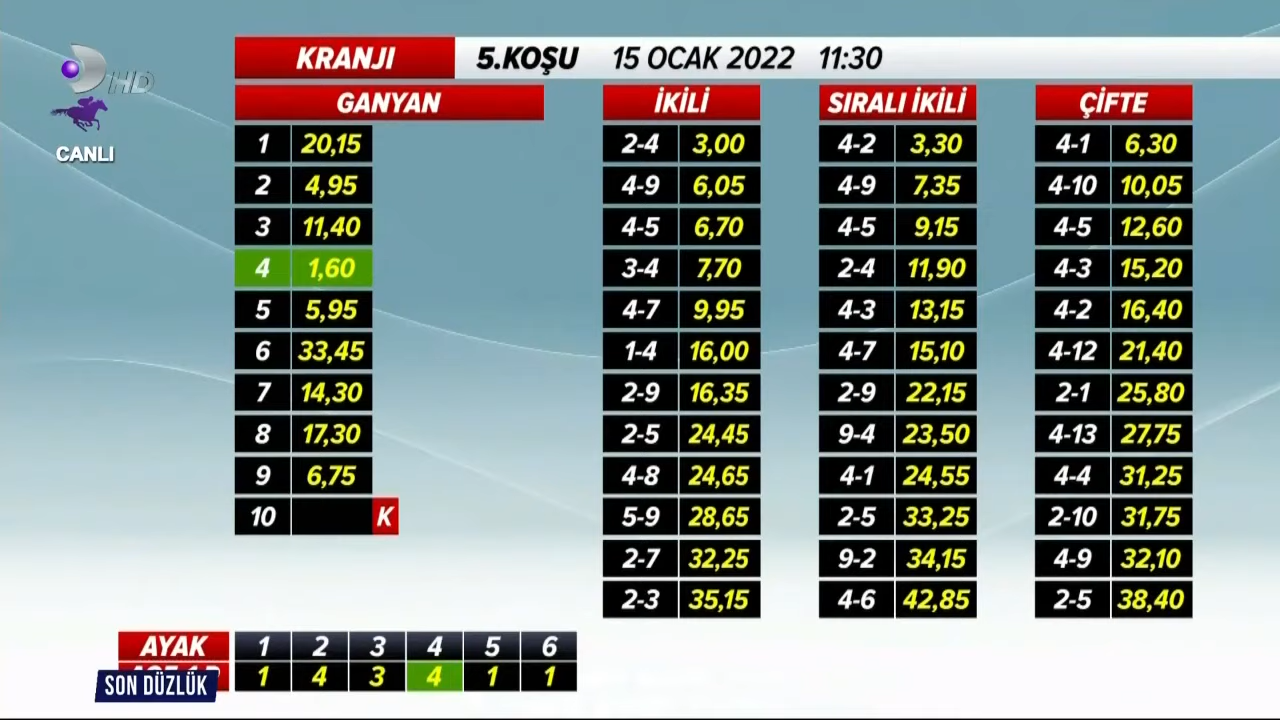 HD
CANLI
KRANJI 5.KOŞU 15 OCAK 2022 11:30
GANYAN İKİLİ SIRALI İKİLİ ÇİFTE
1 20,15 2-4 3,00 4-2 3,30 4-1 6,30
2 4,95 4-9 6,05 4-9 7,35 4-10 10,05
3 11,40 4-5 6,70 4-5 9,15 4-5 12,60
4 1,60 3-4 7,70 2-4 11,90 4-3 15,20
5 5,95 4-7 9,95 4-3 13,15 4-2 16,40
6 33,45 1-4 16,00 4-7 15,10 4-12 21,40
7 14,30 2-9 16,35 2-9 22,15 2-1 25,80
8 17,30 2-5 24,45 9-4 23,50 4-13 27,75
9 6,75 4-8 24,65 4-1 24,55 4-4 31,25
10 K 5-9 28,65 2-5 33,25 2-10 31,75
2-7 32,25 9-2 34,15 4-9 32,10
2-3 35,15 4-6 42,85 2-5 38,40
AYAK 1 2 3 4 5 6
1 4 3 4 1 1
SON DÜZLÜK